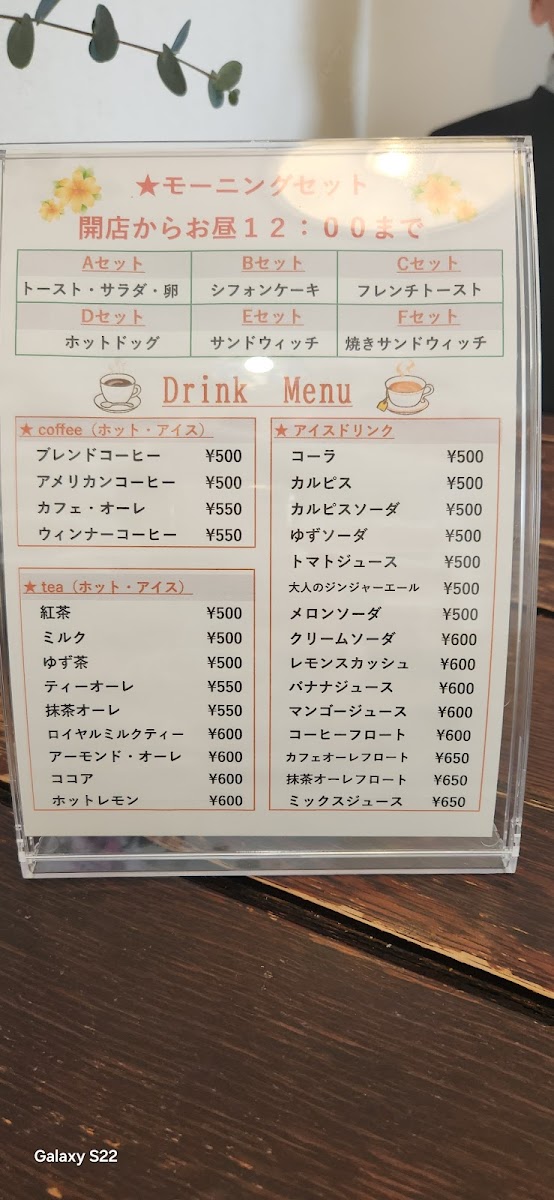 ★モーニングセット
開店からお昼１２：００まで
Aセット Bセット Cセット
トースト・サラダ・卵 シフォンケーキ フレンチトースト
Dセット Eセット Fセット
ホットドッグ サンドウィッチ 焼きサンドウィッチ
Drink Menu
★ coffee（ホット・アイス）
ブレンドコーヒー ¥500
アメリカンコーヒー ¥500
カフェ・オーレ ¥550
ウィンナーコーヒー ¥550
★ tea（ホット・アイス）
紅茶 ¥500
ミルク ¥500
ゆず茶 ¥500
ティーオーレ ¥550
抹茶オーレ ¥550
ロイヤルミルクティー ¥600
アーモンド・オーレ ¥600
ココア ¥600
ホットレモン ¥600
★ アイスドリンク
コーラ ¥500
カルピス ¥500
カルピスソーダ ¥500
ゆずソーダ ¥500
トマトジュース ¥500
大人のジンジャーエール ¥500
メロンソーダ ¥500
クリームソーダ ¥600
レモンスカッシュ ¥600
バナナジュース ¥600
マンゴージュース ¥600
コーヒーフロート ¥600
カフェオーレフロート ¥650
抹茶オーレフロート ¥650
ミックスジュース ¥650
Galaxy S22